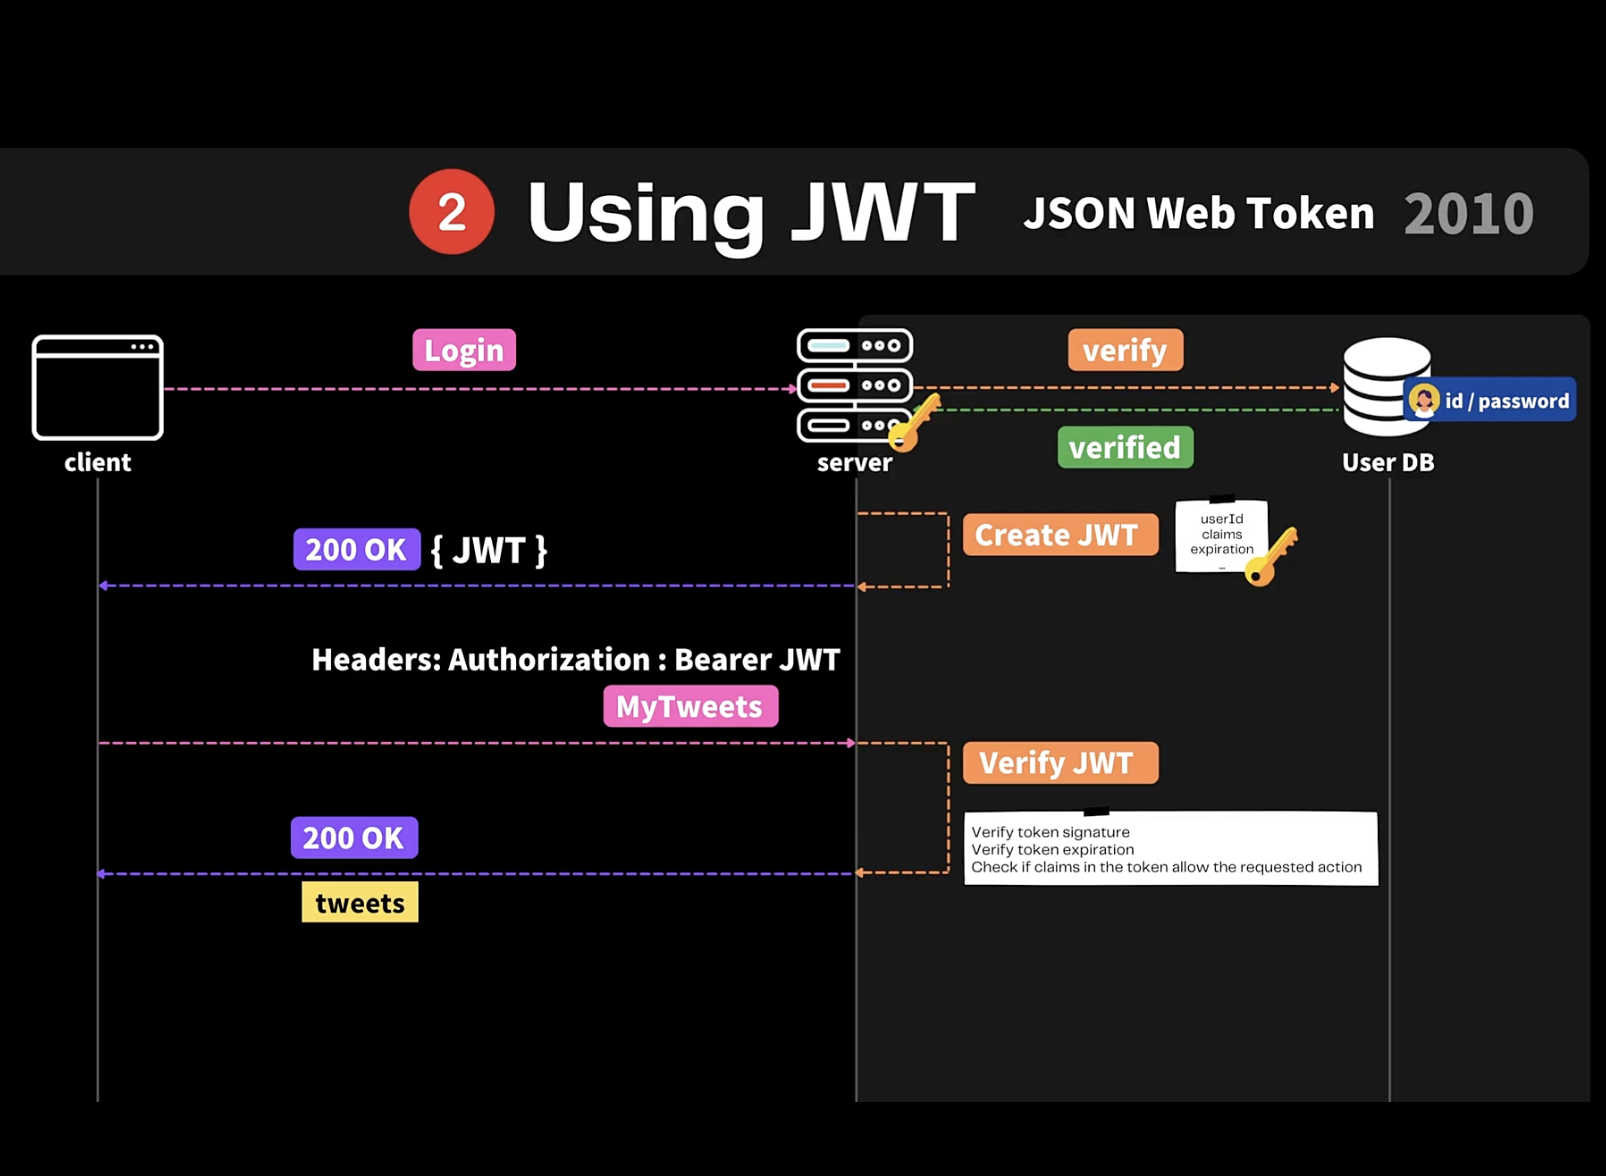 2 Using JWT JSON Web Token 2010
Login
verify
id / password
verified
client
server
User DB
Create JWT
userId
claims
expiration
...
200 OK { JWT }
Headers: Authorization : Bearer JWT
MyTweets
Verify JWT
Verify token signature
Verify token expiration
Check if claims in the token allow the requested action
200 OK
tweets